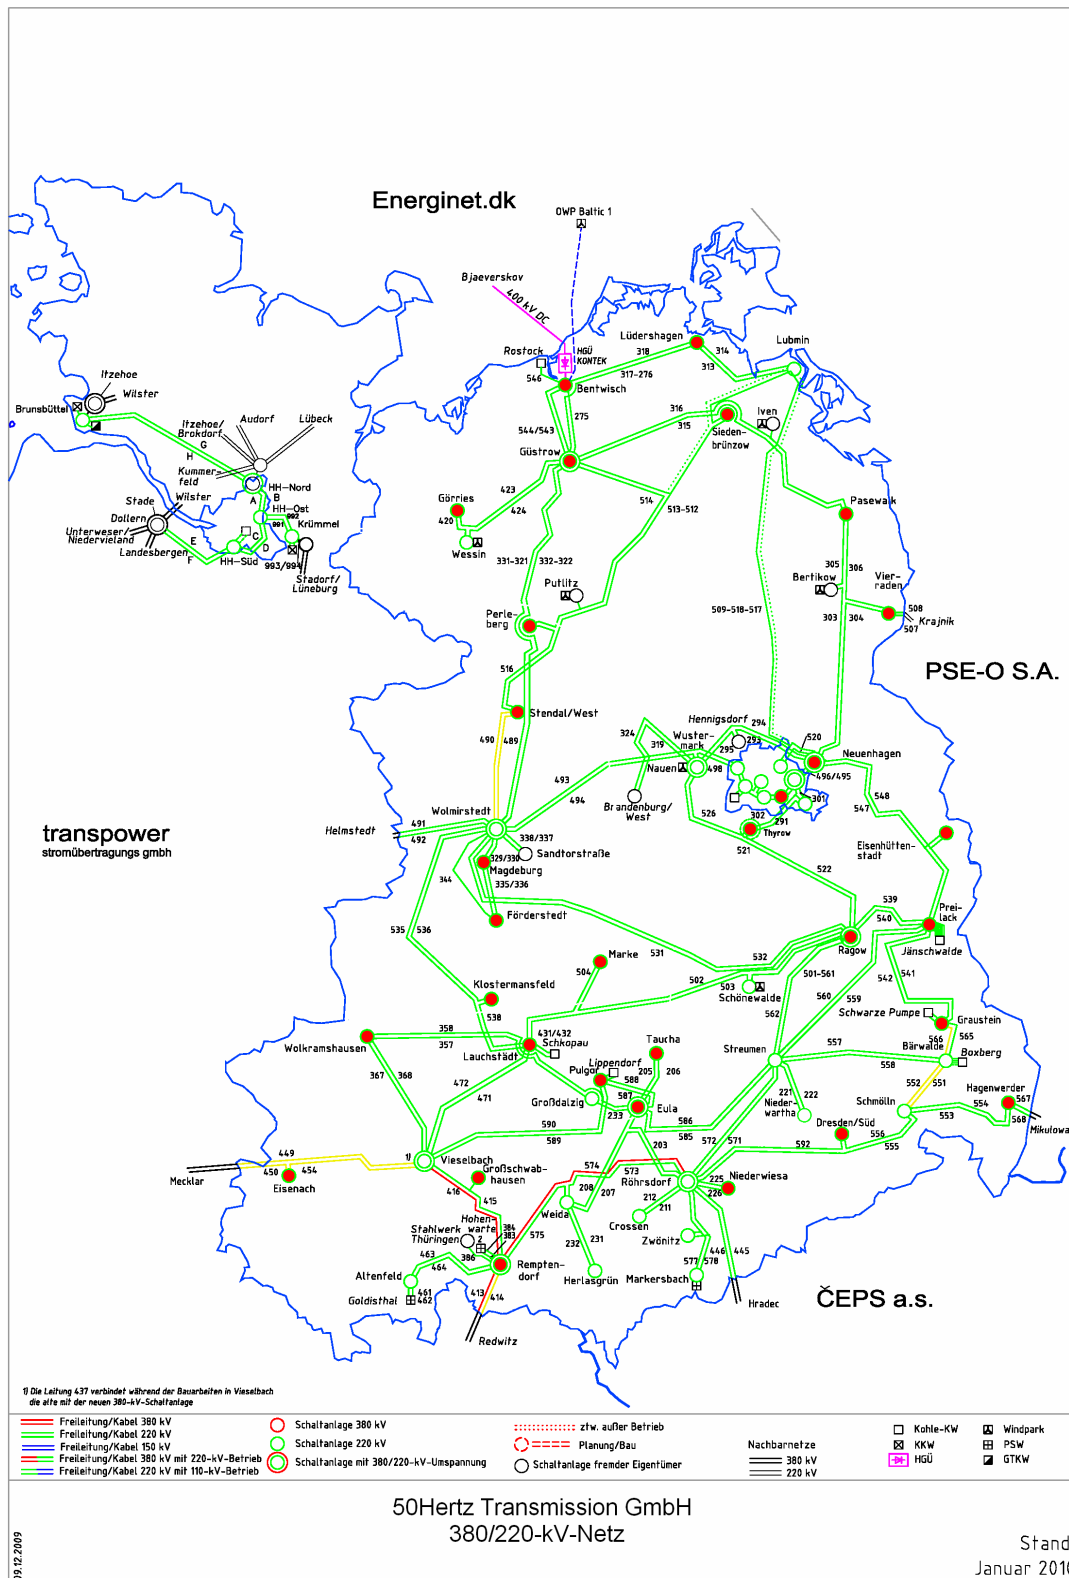 Energinet.dk
OWP Baltic 1
Bjaeverskov
400 kV DC
Rostock
HGÜ
KONTEK
546
Bentwisch
Lüdershagen
318
317-276
314
313
Lubmin
Itzehoe
Wilster
Brunsbüttel
Audorf
Lübeck
Itzehoe/
Brokdorf
G
H
Kummer-
feld
HH-Nord
A
B
HH-Ost
992
991
Krümmel
Stade
Wilster
Dollern
Unterweser/
Niedervieland
Landesbergen
E
F
C
D
HH-Süd
993/994
Stadorf/
Lüneburg
275
544/543
Güstrow
316
315
Sieden-
brünzow
Iven
423
424
Görries
420
Wessin
514
513-512
Pasewalk
331-321
332-322
Putlitz
305
306
Bertikow
Vier-
raden
303
304
508
507
Krajnik
509-518-517
Perle-
berg
516
PSE-O S.A.
Stendal/West
490
489
324
319
Hennigsdorf
294
293
Wuster-
mark
295
520
Neuenhagen
Nauen
498
496/495
493
494
Brandenburg/
West
526
301
302
291
Thyrow
548
547
transpower
stromübertragungs gmbh
Wolmirstedt
Helmstedt
491
492
338/337
Sandtorstraße
329/330
Magdeburg
335/336
344
521
522
Eisenhütten-
stadt
Förderstedt
535
536
531
532
539
540
Prei-
lack
Jänschwalde
Ragow
Marke
504
502
503
Schönewalde
501-561
562
560
559
542
541
Klostermansfeld
538
Schwarze Pumpe
Graustein
566
565
Wolkramshausen
358
357
431/432
Schkopau
Lauchstädt
Taucha
Lippendorf
Pulgar
588
205
206
587
Streumen
557
558
Bärwalde
Boxberg
367
368
472
471
Großdalzig
233
Eula
221
222
Nieder-
wartha
552
551
Hagenwerder
567
568
Mikulowa
Schmölln
554
553
590
589
586
585
203
572
571
592
Dresden/Süd
556
555
1)
Vieselbach
Mecklar
449
450
454
Eisenach
Großschwab-
hausen
416
415
574
573
Röhrsdorf
225
226
Niederwiesa
208
207
Weida
212
211
Crossen
Zwönitz
Stahlwerk
Thüringen
Hohen-
warte
2
384
383
386
575
232
231
Herlasgrün
446
445
577
578
Markersbach
Rempten-
dorf
463
464
Altenfeld
461
462
Goldisthal
413
414
Redwitz
Hradec
ČEPS a.s.
1) Die Leitung 437 verbindet während der Bauarbeiten in Vieselbach
die alte mit der neuen 380-kV-Schaltanlage
Freileitung/Kabel 380 kV
Freileitung/Kabel 220 kV
Freileitung/Kabel 150 kV
Freileitung/Kabel 380 kV mit 220-kV-Betrieb
Freileitung/Kabel 220 kV mit 110-kV-Betrieb
Schaltanlage 380 kV
Schaltanlage 220 kV
Schaltanlage mit 380/220-kV-Umspannung
ztw. außer Betrieb
Planung/Bau
Schaltanlage fremder Eigentümer
Nachbarnetze
380 kV
220 kV
Kohle-KW
KKW
HGÜ
Windpark
PSW
GTKW
50Hertz Transmission GmbH
380/220-kV-Netz
09.12.2009
Stand
Januar 2010